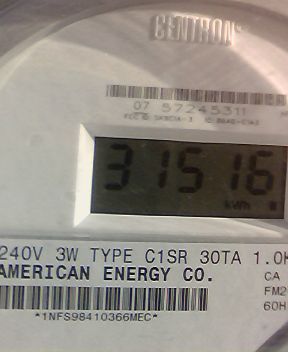 CENTRON
07 57245311
31516
kWh
240V 3W TYPE C1SR 30TA 1.0K
AMERICAN ENERGY CO.
CA
FM2
60H
*1NFS98410366MEC*